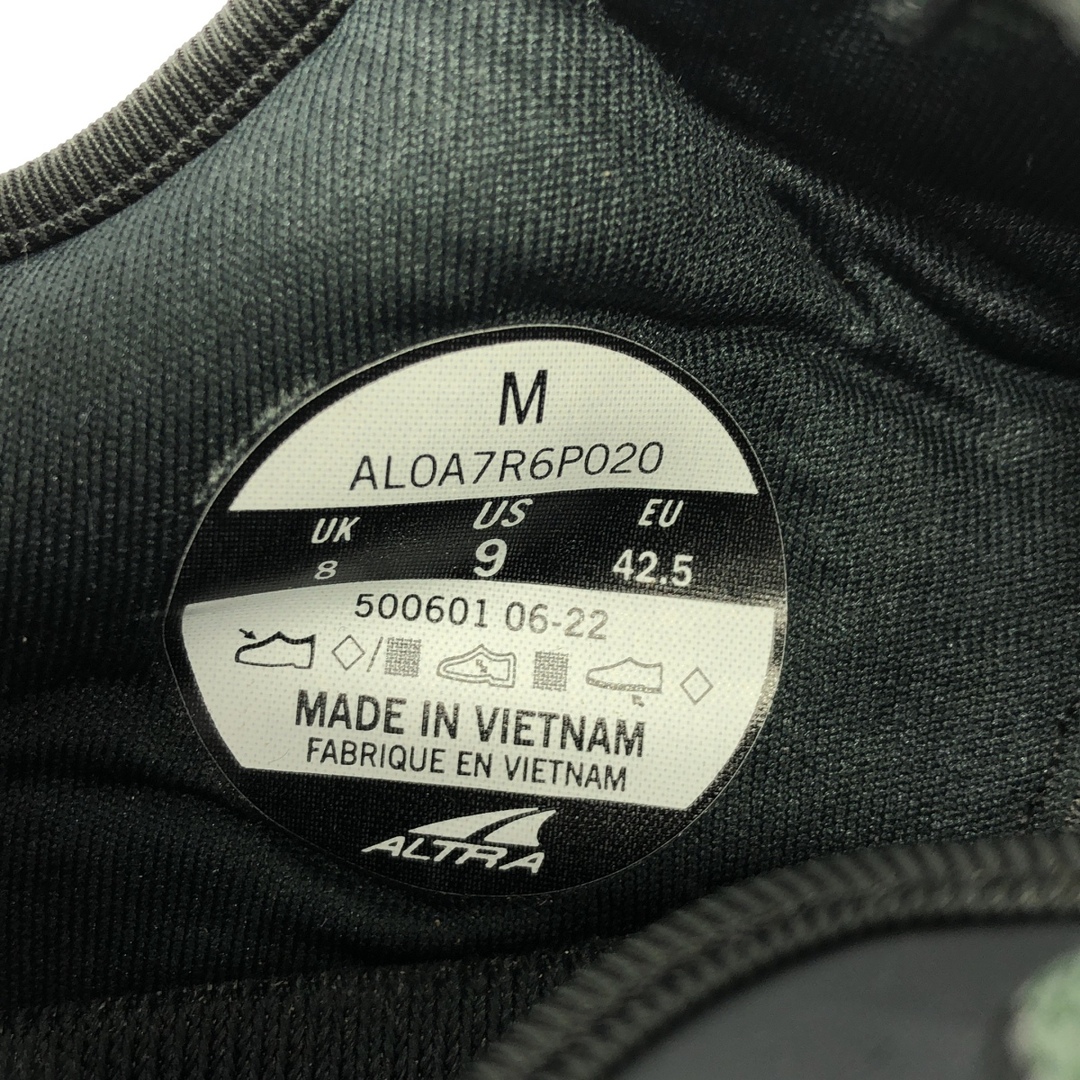 M
AL0A7R6P020
UK US EU
8 9 42.5
500601 06-22
MADE IN VIETNAM
FABRIQUE EN VIETNAM
ALTRA